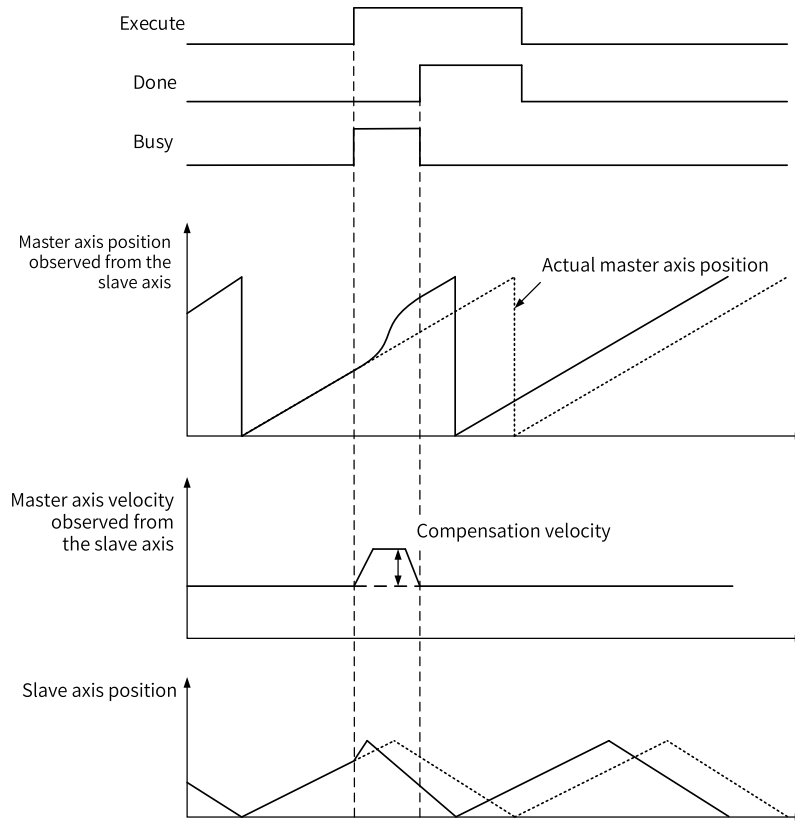 Execute
Done
Busy
Master axis position
observed from the
slave axis
Actual master axis position
Master axis velocity
observed from
the slave axis
Compensation velocity
Slave axis position